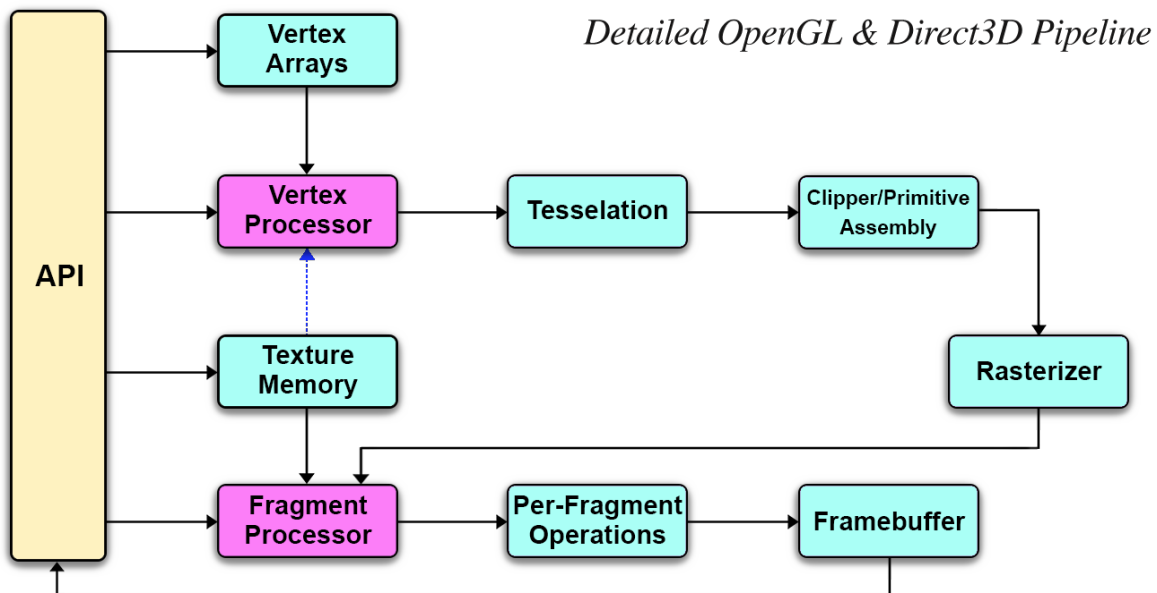 Detailed OpenGL & Direct3D Pipeline
Vertex
Arrays
API
Vertex
Processor
Tesselation
Clipper/Primitive
Assembly
Texture
Memory
Rasterizer
Fragment
Processor
Per-Fragment
Operations
Framebuffer